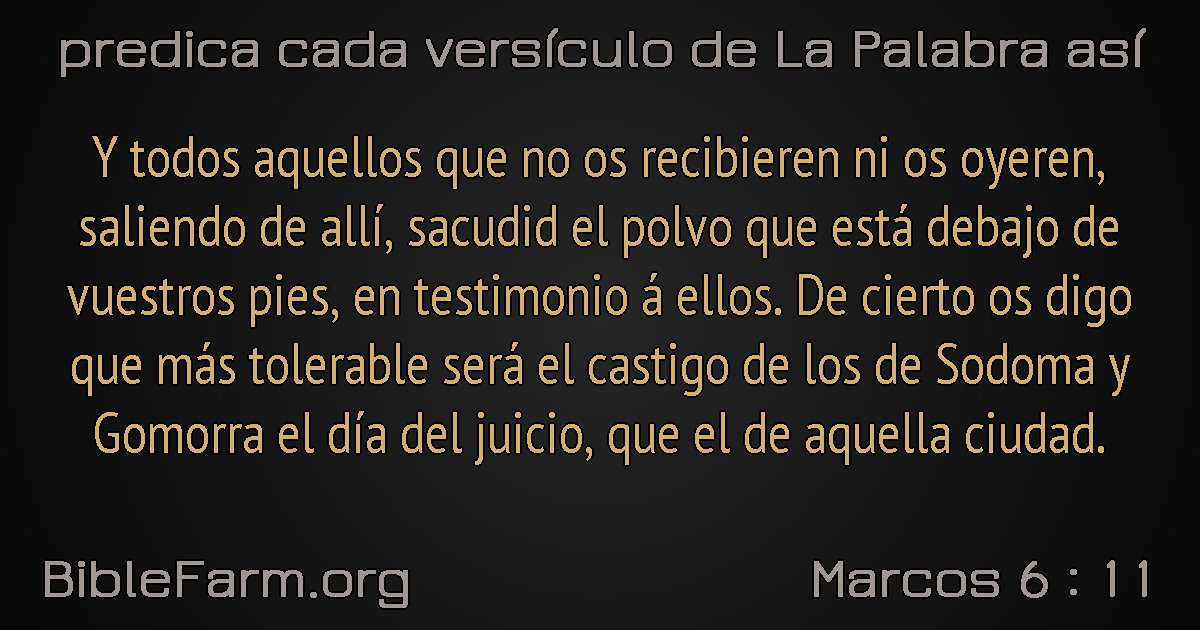 predica cada versículo de La Palabra así
Y todos aquellos que no os recibieren ni os oyeren,
saliendo de allí, sacudid el polvo que está debajo de
vuestros pies, en testimonio á ellos. De cierto os digo
que más tolerable será el castigo de los de Sodoma y
Gomorra el día del juicio, que el de aquella ciudad.
BibleFarm.org
Marcos 6 : 11